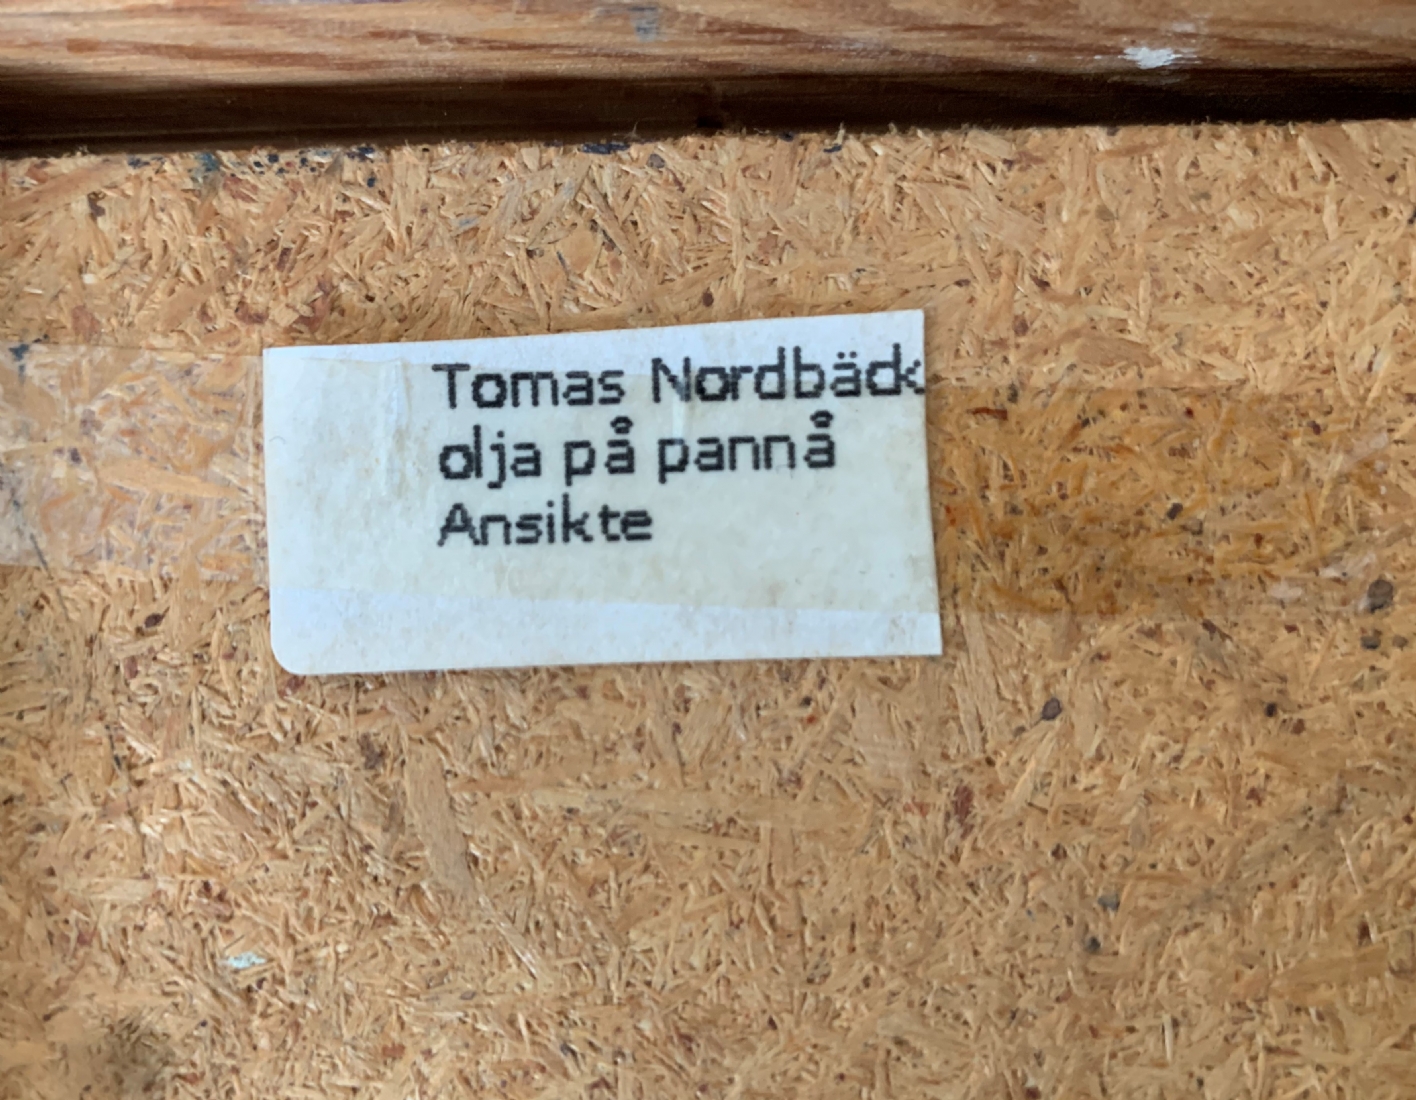 Tomas Nordbäck
olja på pannå
Ansikte